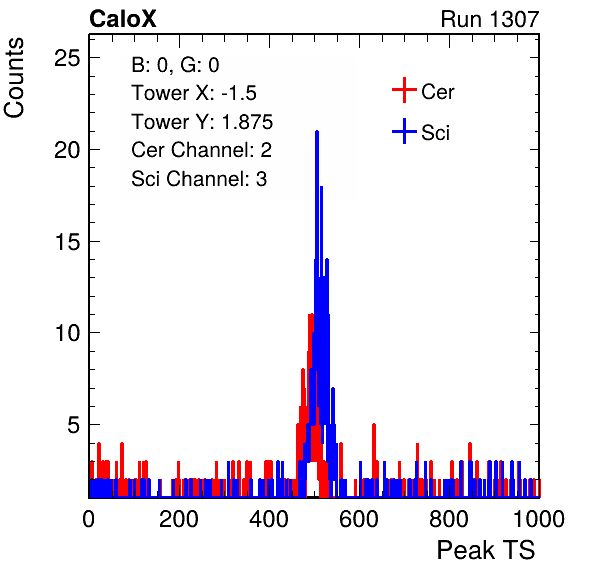 CaloX Run 1307
Counts
25
20
15
10
5
B: 0, G: 0
Tower X: -1.5
Tower Y: 1.875
Cer Channel: 2
Sci Channel: 3
Cer
Sci
0 200 400 600 800 1000
Peak TS